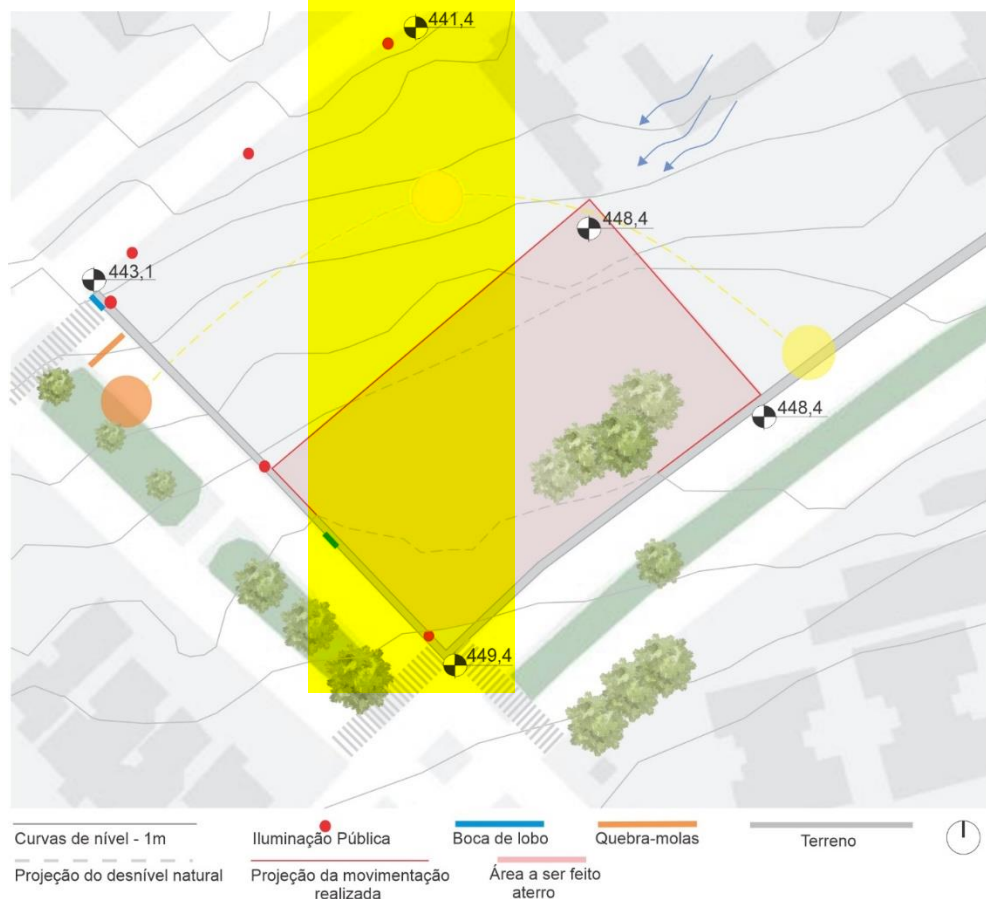 441,4
448,4
443,1
448,4
449,4
Curvas de nível - 1m
Iluminação Pública
Boca de lobo
Quebra-molas
Terreno
Projeção do desnível natural
Projeção da movimentação
realizada
Área a ser feito
aterro